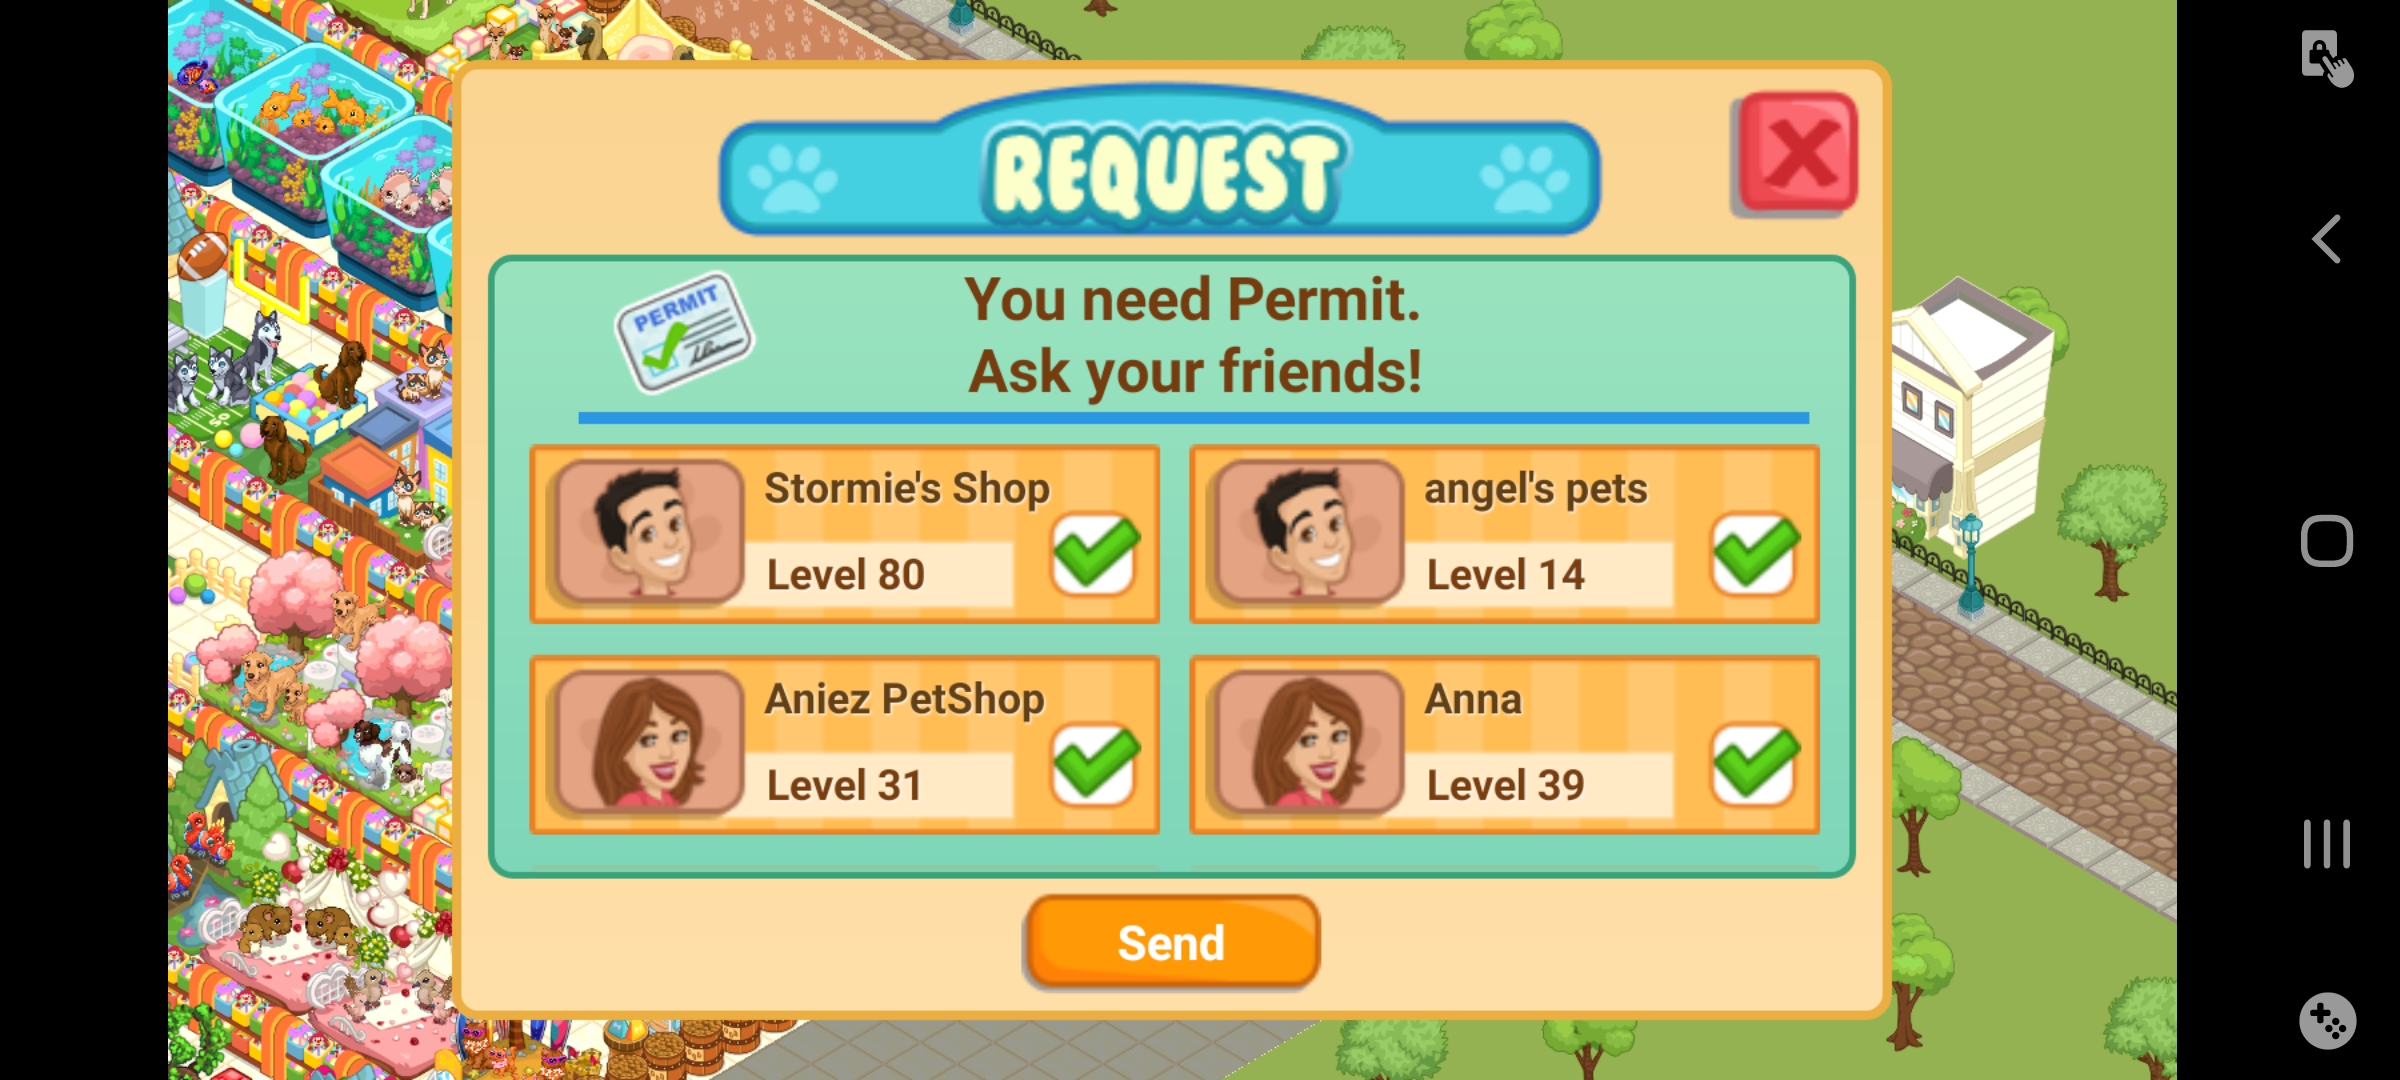 REQUEST
PERMIT
You need Permit.
Ask your friends!
Stormie's Shop
Level 80
angel's pets
Level 14
Aniez PetShop
Level 31
Anna
Level 39
Send